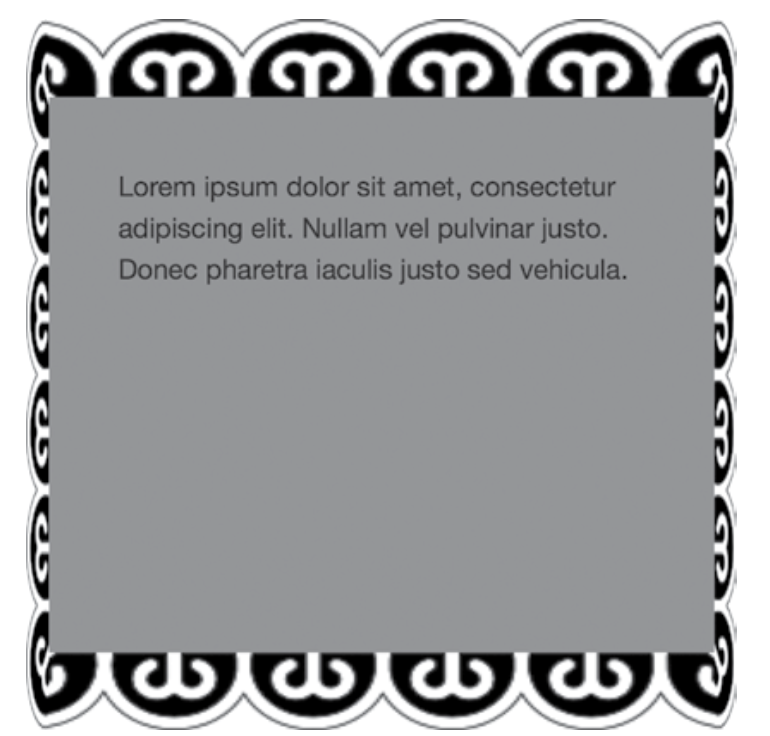 Lorem ipsum dolor sit amet, consectetur
adipiscing elit. Nullam vel pulvinar justo.
Donec pharetra iaculis justo sed vehicula.